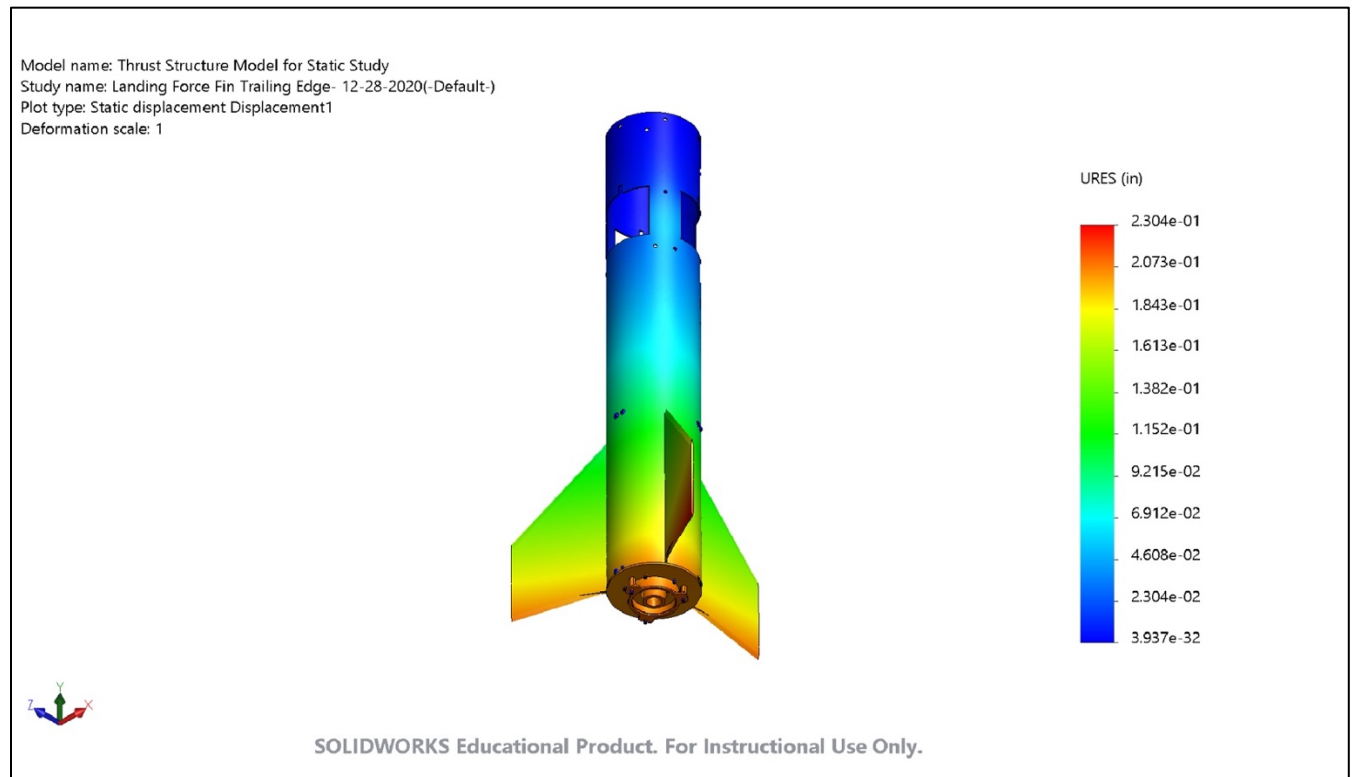 Model name: Thrust Structure Model for Static Study
Study name: Landing Force Fin Trailing Edge- 12-28-2020(-Default-)
Plot type: Static displacement Displacement1
Deformation scale: 1
URES (in)
2.304e-01
2.073e-01
1.843e-01
1.613e-01
1.382e-01
1.152e-01
9.215e-02
6.912e-02
4.608e-02
2.304e-02
3.937e-32
Y
Z X
SOLIDWORKS Educational Product. For Instructional Use Only.